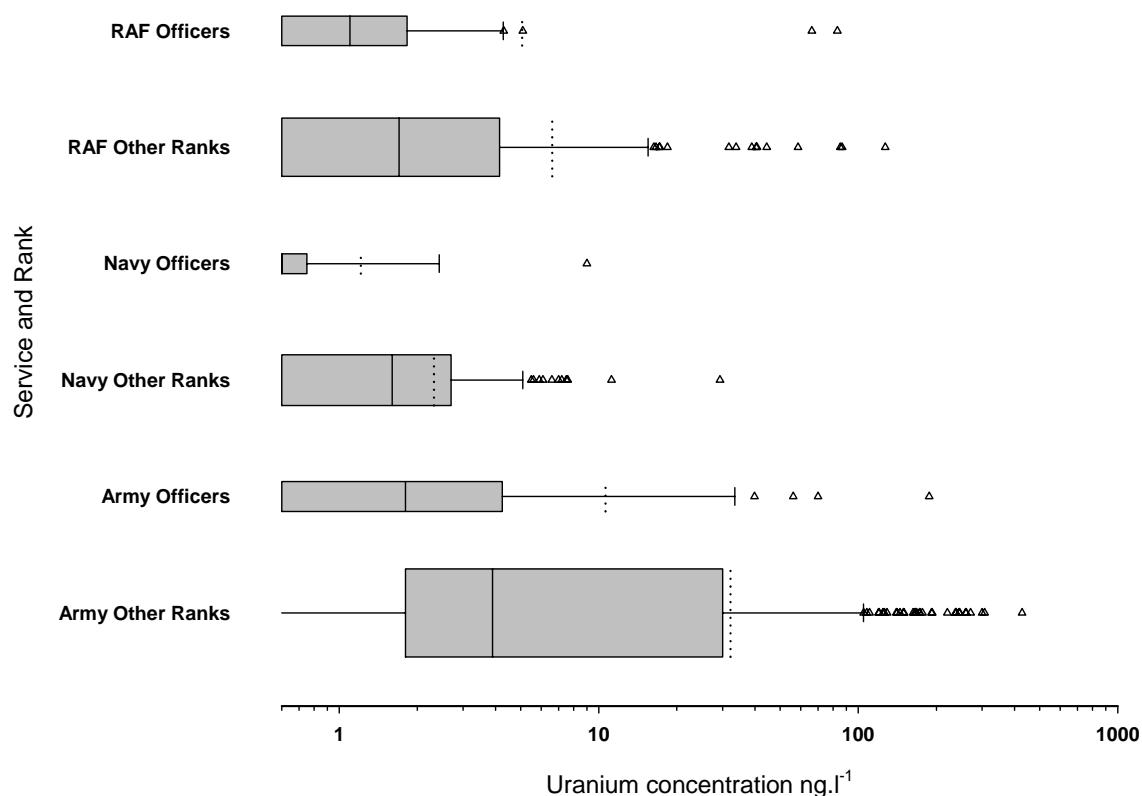 RAF Officers
RAF Other Ranks
Navy Officers
Navy Other Ranks
Army Officers
Army Other Ranks
Service and Rank
1 10 100 1000
Uranium concentration ng.l⁻¹